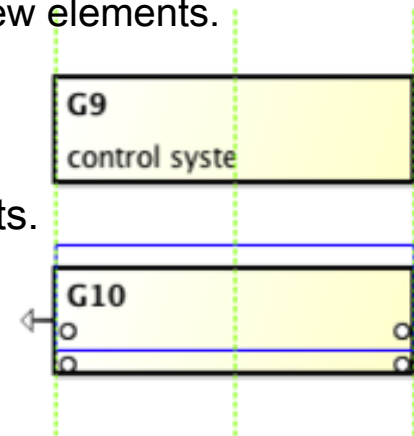 ew elements.
G9
control syste
ts.
G10